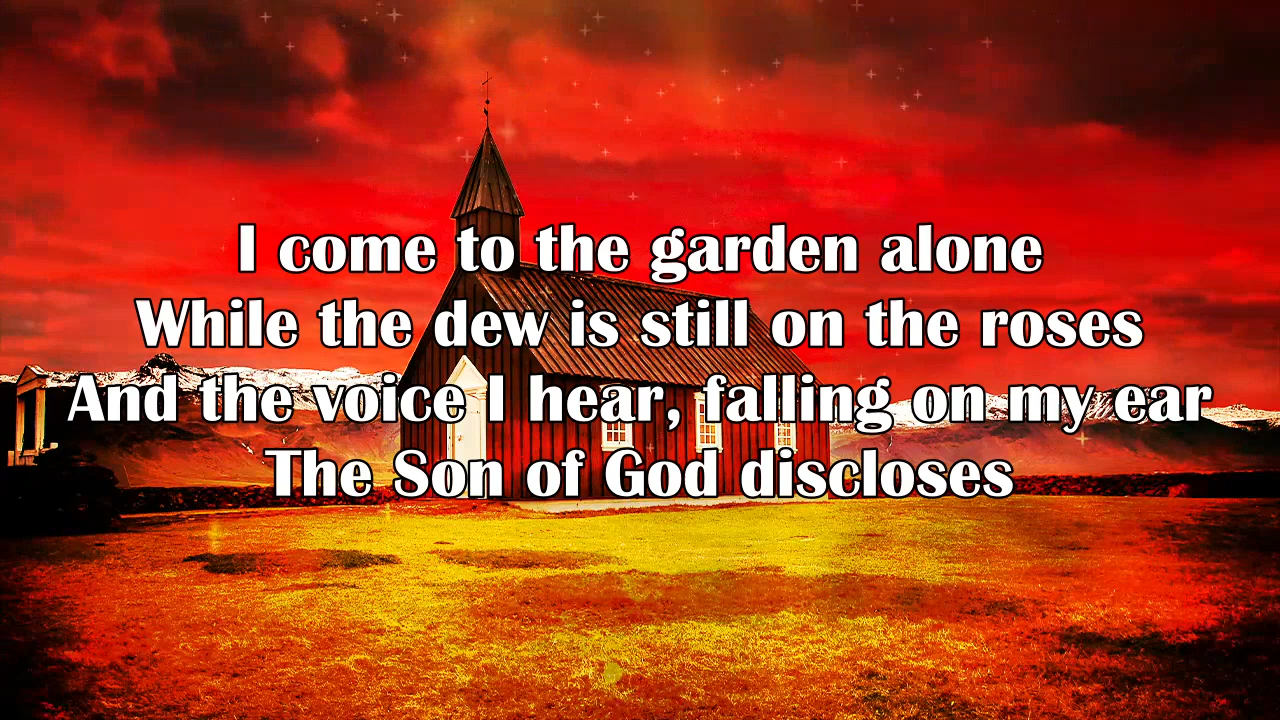 I come to the garden alone
While the dew is still on the roses
And the voice I hear, falling on my ear
The Son of God discloses